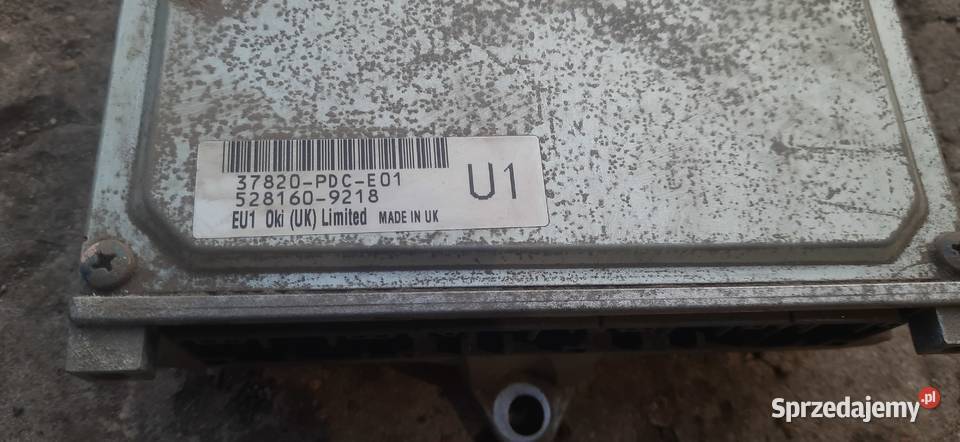 37820-PDC-E01
528160-9218
EU1 Oki (UK) Limited MADE IN UK
U1
Sprzedajemy.pl